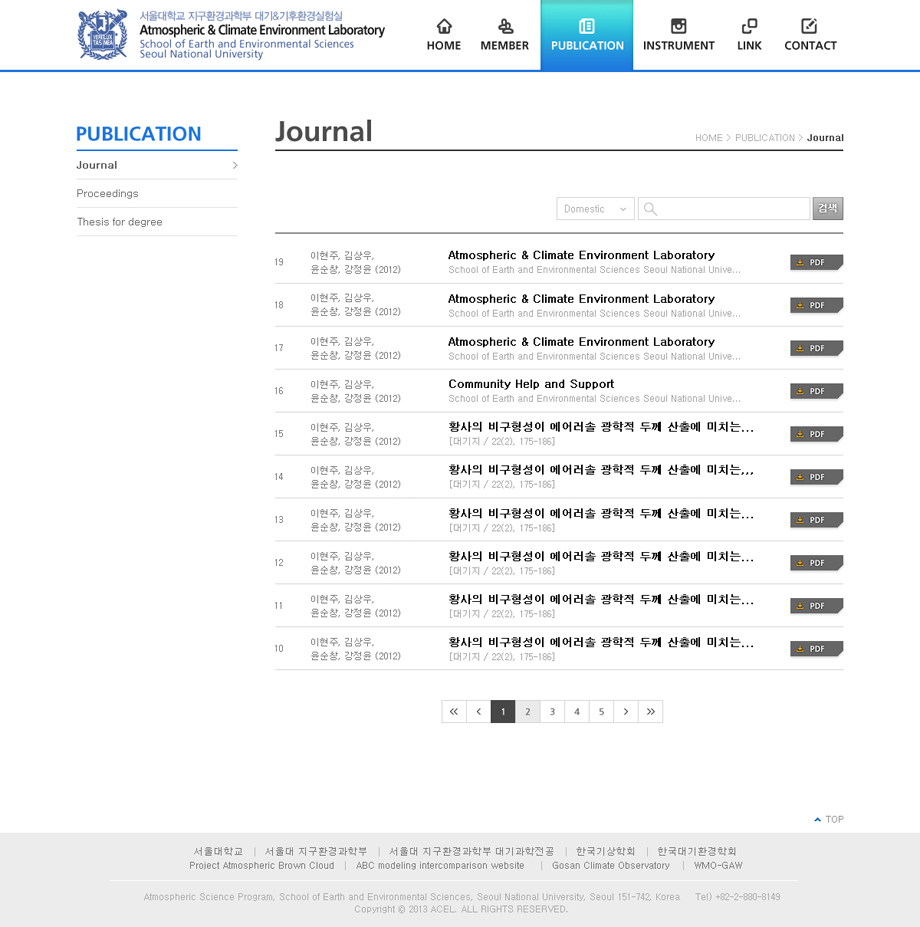 서울대학교 지구환경과학부 대기&기후환경실험실
Atmospheric & Climate Environment Laboratory
School of Earth and Environmental Sciences
Seoul National University
HOME
MEMBER
PUBLICATION
INSTRUMENT
LINK
CONTACT
PUBLICATION
Journal
Proceedings
Thesis for degree
Journal
HOME > PUBLICATION > Journal
Domestic
검색
19
이현주, 김상우,
윤순창, 강정윤 (2012)
Atmospheric & Climate Environment Laboratory
School of Earth and Environmental Sciences Seoul National Unive...
PDF
18
이현주, 김상우,
윤순창, 강정윤 (2012)
Atmospheric & Climate Environment Laboratory
School of Earth and Environmental Sciences Seoul National Unive...
PDF
17
이현주, 김상우,
윤순창, 강정윤 (2012)
Atmospheric & Climate Environment Laboratory
School of Earth and Environmental Sciences Seoul National Unive...
PDF
16
이현주, 김상우,
윤순창, 강정윤 (2012)
Community Help and Support
School of Earth and Environmental Sciences Seoul National Unive...
PDF
15
이현주, 김상우,
윤순창, 강정윤 (2012)
황사의 비구형성이 에어러솔 광학적 두께 산출에 미치는...
[대기지 / 22(2), 175-186]
PDF
14
이현주, 김상우,
윤순창, 강정윤 (2012)
황사의 비구형성이 에어러솔 광학적 두께 산출에 미치는,,,
[대기지 / 22(2), 175-186]
PDF
13
이현주, 김상우,
윤순창, 강정윤 (2012)
황사의 비구형성이 에어러솔 광학적 두께 산출에 미치는...
[대기지 / 22(2), 175-186]
PDF
12
이현주, 김상우,
윤순창, 강정윤 (2012)
황사의 비구형성이 에어러솔 광학적 두께 산출에 미치는...
[대기지 / 22(2), 175-186]
PDF
11
이현주, 김상우,
윤순창, 강정윤 (2012)
황사의 비구형성이 에어러솔 광학적 두께 산출에 미치는...
[대기지 / 22(2), 175-186]
PDF
10
이현주, 김상우,
윤순창, 강정윤 (2012)
황사의 비구형성이 에어러솔 광학적 두께 산출에 미치는...
[대기지 / 22(2), 175-186]
PDF
« < 1 2 3 4 5 > »
TOP
서울대학교 | 서울대 지구환경과학부 | 서울대 지구환경과학부 대기과학전공 | 한국기상학회 | 한국대기환경학회
Project Atmospheric Brown Cloud | ABC modeling intercomparison website | Gosan Climate Observatory | WMO-GAW
Atmospheric Science Program, School of Earth and Environmental Sciences, Seoul National University, Seoul 151-742, Korea Tel) +82-2-880-8149
Copyright © 2013 ACEL. ALL RIGHTS RESERVED.